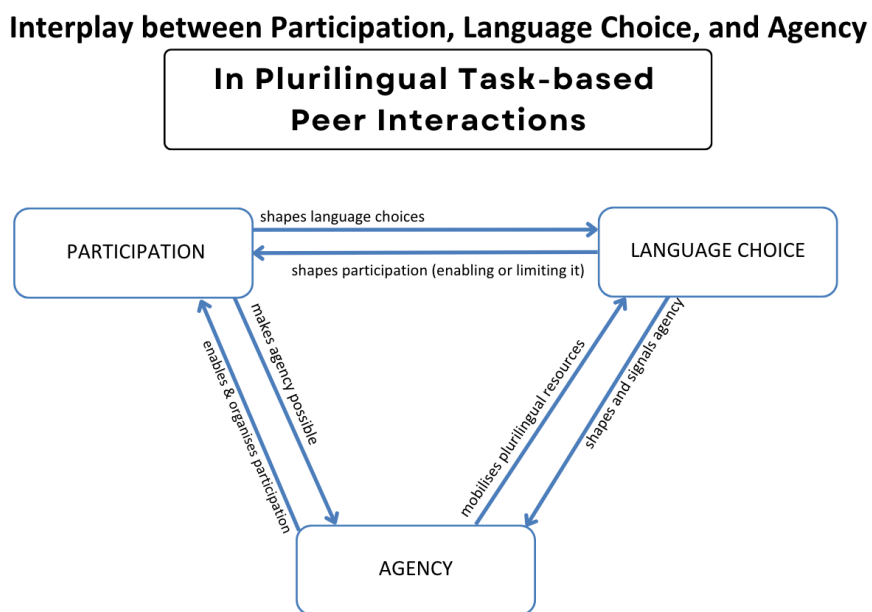 Interplay between Participation, Language Choice, and Agency
In Plurilingual Task-based
Peer Interactions
shapes language choices
PARTICIPATION
LANGUAGE CHOICE
shapes participation (enabling or limiting it)
makes agency possible
enables & organises participation
mobilises plurilingual resources
shapes and signals agency
AGENCY